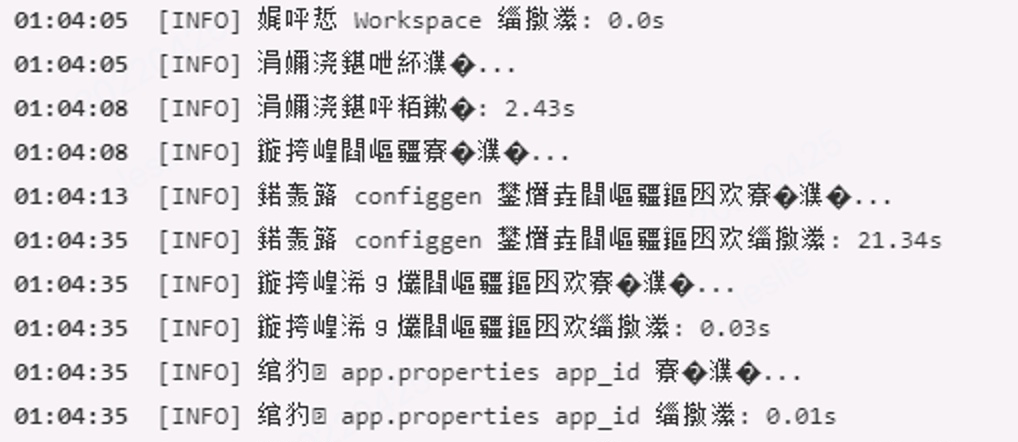 01:04:05 [INFO] 娓呯悊 Workspace 缁撴潫: 0.0s
01:04:05 [INFO] 涓嬭浇鍖呭紑濮�...
01:04:08 [INFO] 涓嬭浇鍖呯粨鏉�: 2.43s
01:04:08 [INFO] 鏇挎崲閰嶇疆寮�濮�...
01:04:13 [INFO] 鍩轰簬 configgen 鐢熸垚閰嶇疆鏂囦欢寮�濮�...
01:04:35 [INFO] 鍩轰簬 configgen 鐢熸垚閰嶇疆鏂囦欢缁撴潫: 21.34s
01:04:35 [INFO] 鏇挎崲浠ｇ爜閰嶇疆鏂囦欢寮�濮�...
01:04:35 [INFO] 鏇挎崲浠ｇ爜閰嶇疆鏂囦欢缁撴潫: 0.03s
01:04:35 [INFO] 绾犳 app.properties app_id 寮�濮�...
01:04:35 [INFO] 绾犳 app.properties app_id 缁撴潫: 0.01s